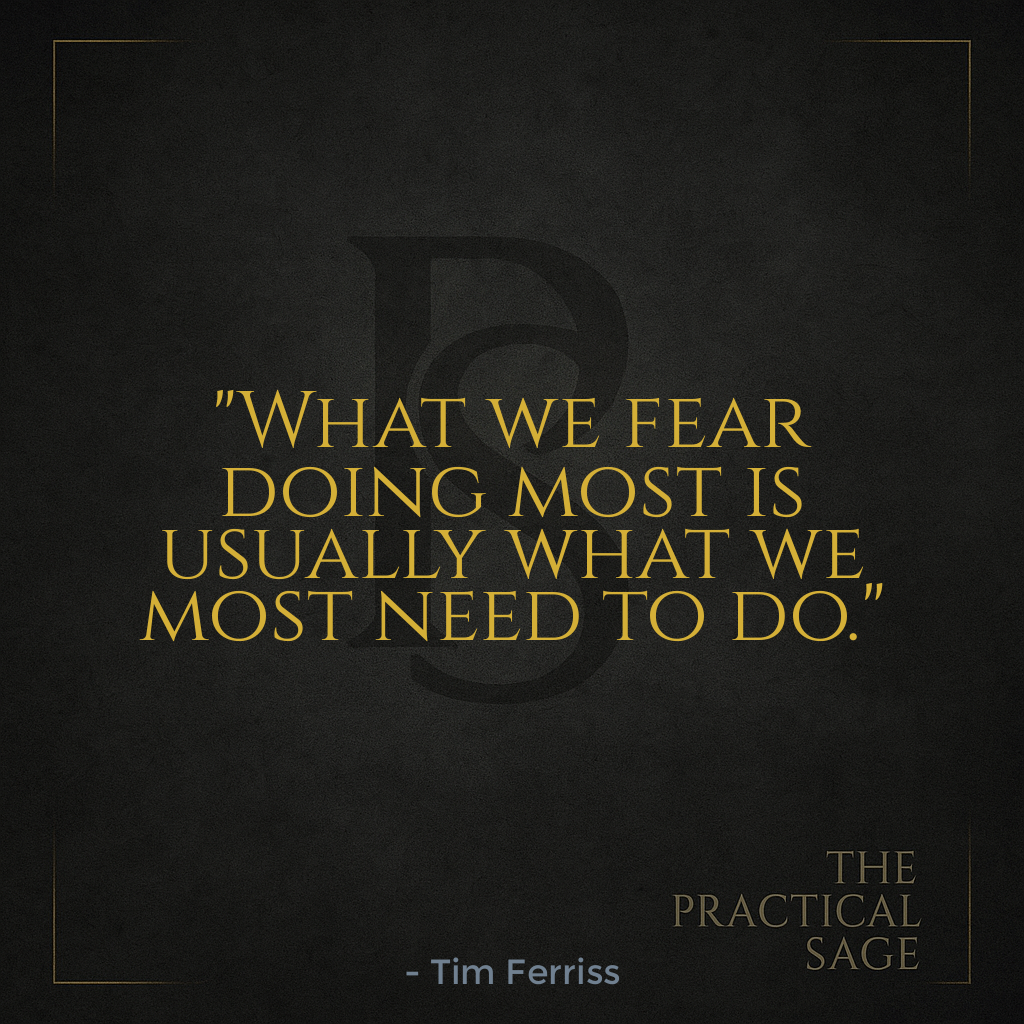 "What we fear
doing most is
usually what we
most need to do."
THE
PRACTICAL
SAGE
- Tim Ferriss